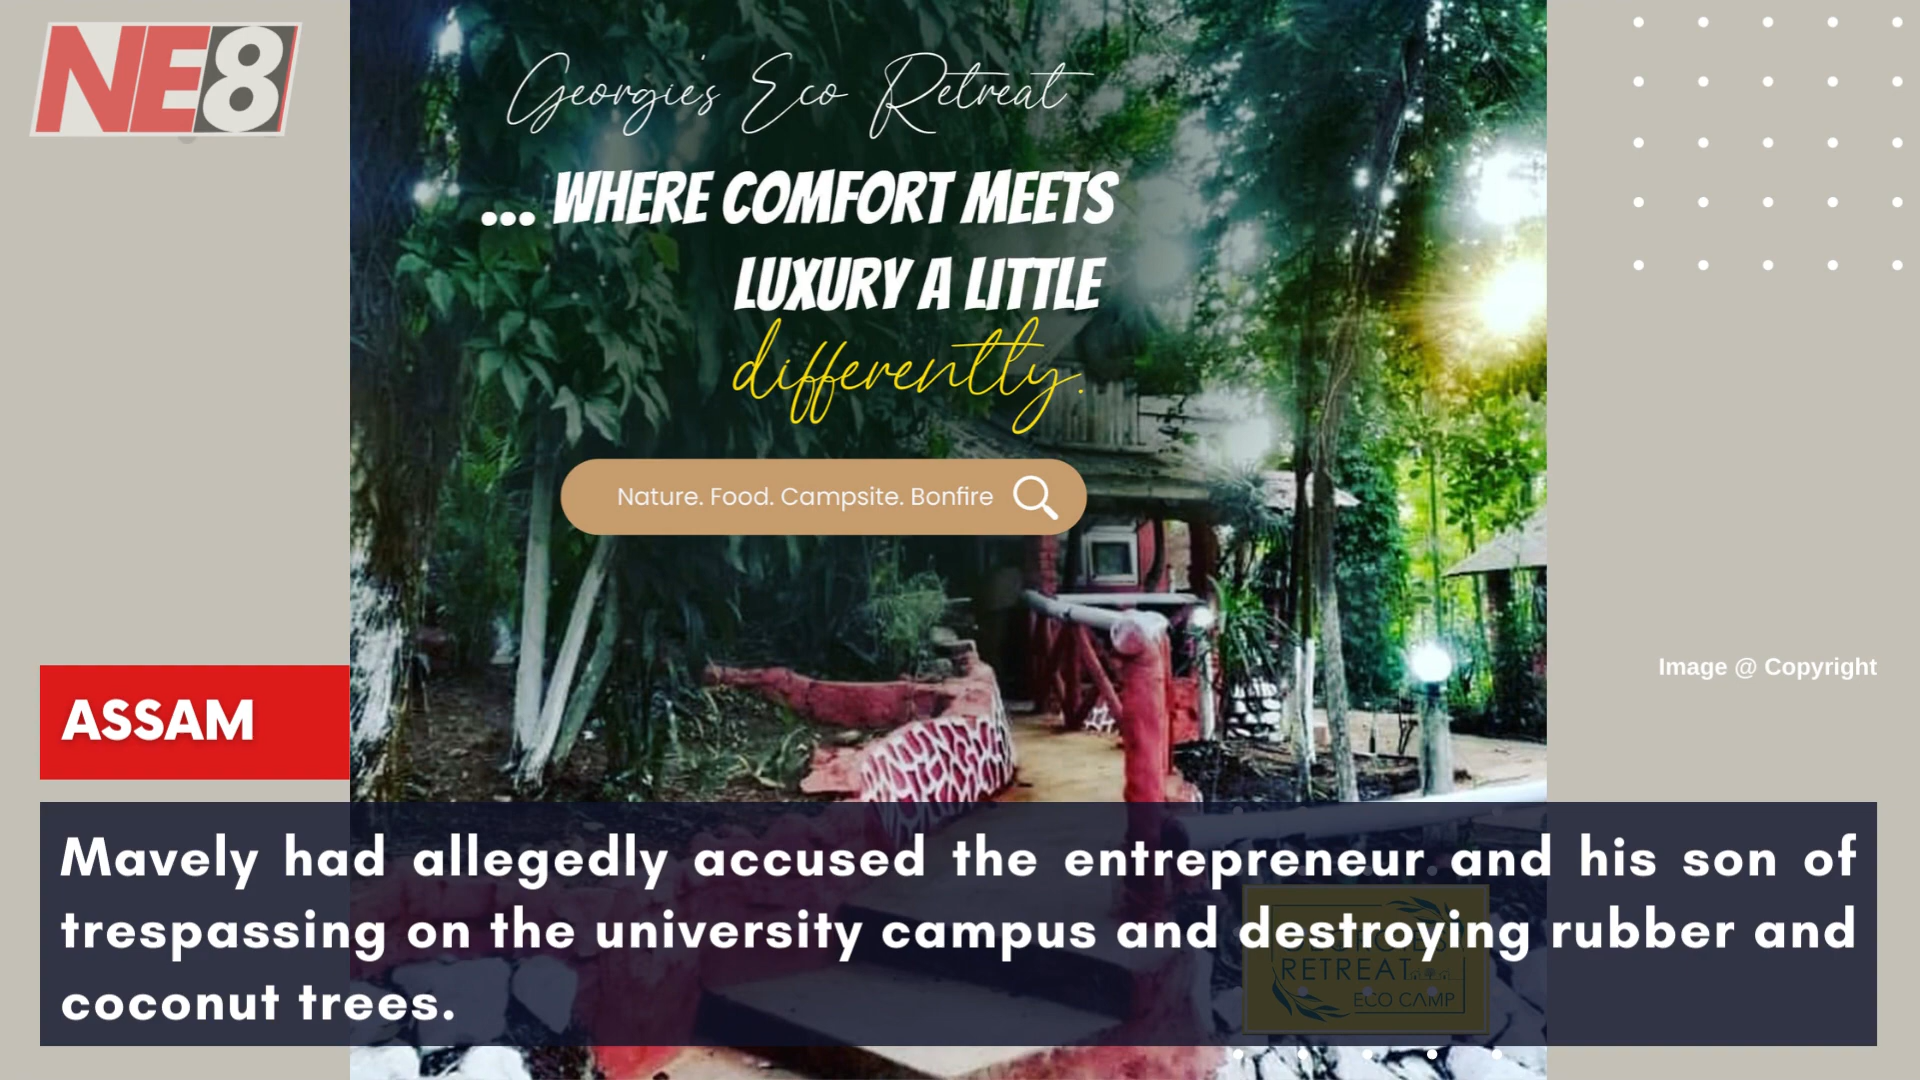 NE8
Georgie's Eco Retreat
... WHERE COMFORT MEETS
LUXURY A LITTLE
differently.
Nature. Food. Campsite. Bonfire
Image @ Copyright
ASSAM
Mavely had allegedly accused the entrepreneur and his son of
trespassing on the university campus and destroying rubber and
coconut trees.
RETREAT
ECO CAMP